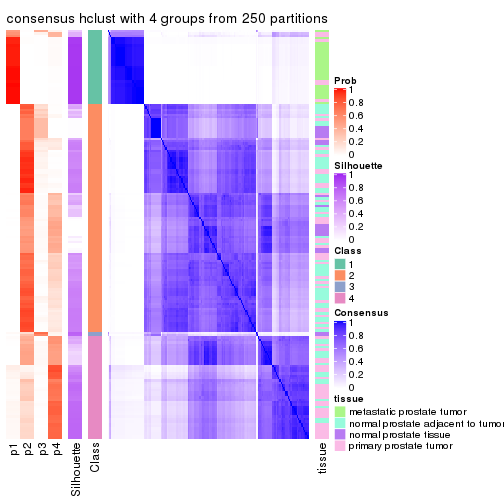 consensus hclust with 4 groups from 250 partitions
Prob
1
0.8
0.6
0.4
0.2
0
Silhouette
1
0.8
0.6
0.4
0.2
0
Class
1
2
3
4
Consensus
1
0.8
0.6
0.4
0.2
0
tissue
metastatic prostate tumor
normal prostate adjacent to tumor
normal prostate tissue
primary prostate tumor
p1
p2
p3
p4
Silhouette
Class
tissue